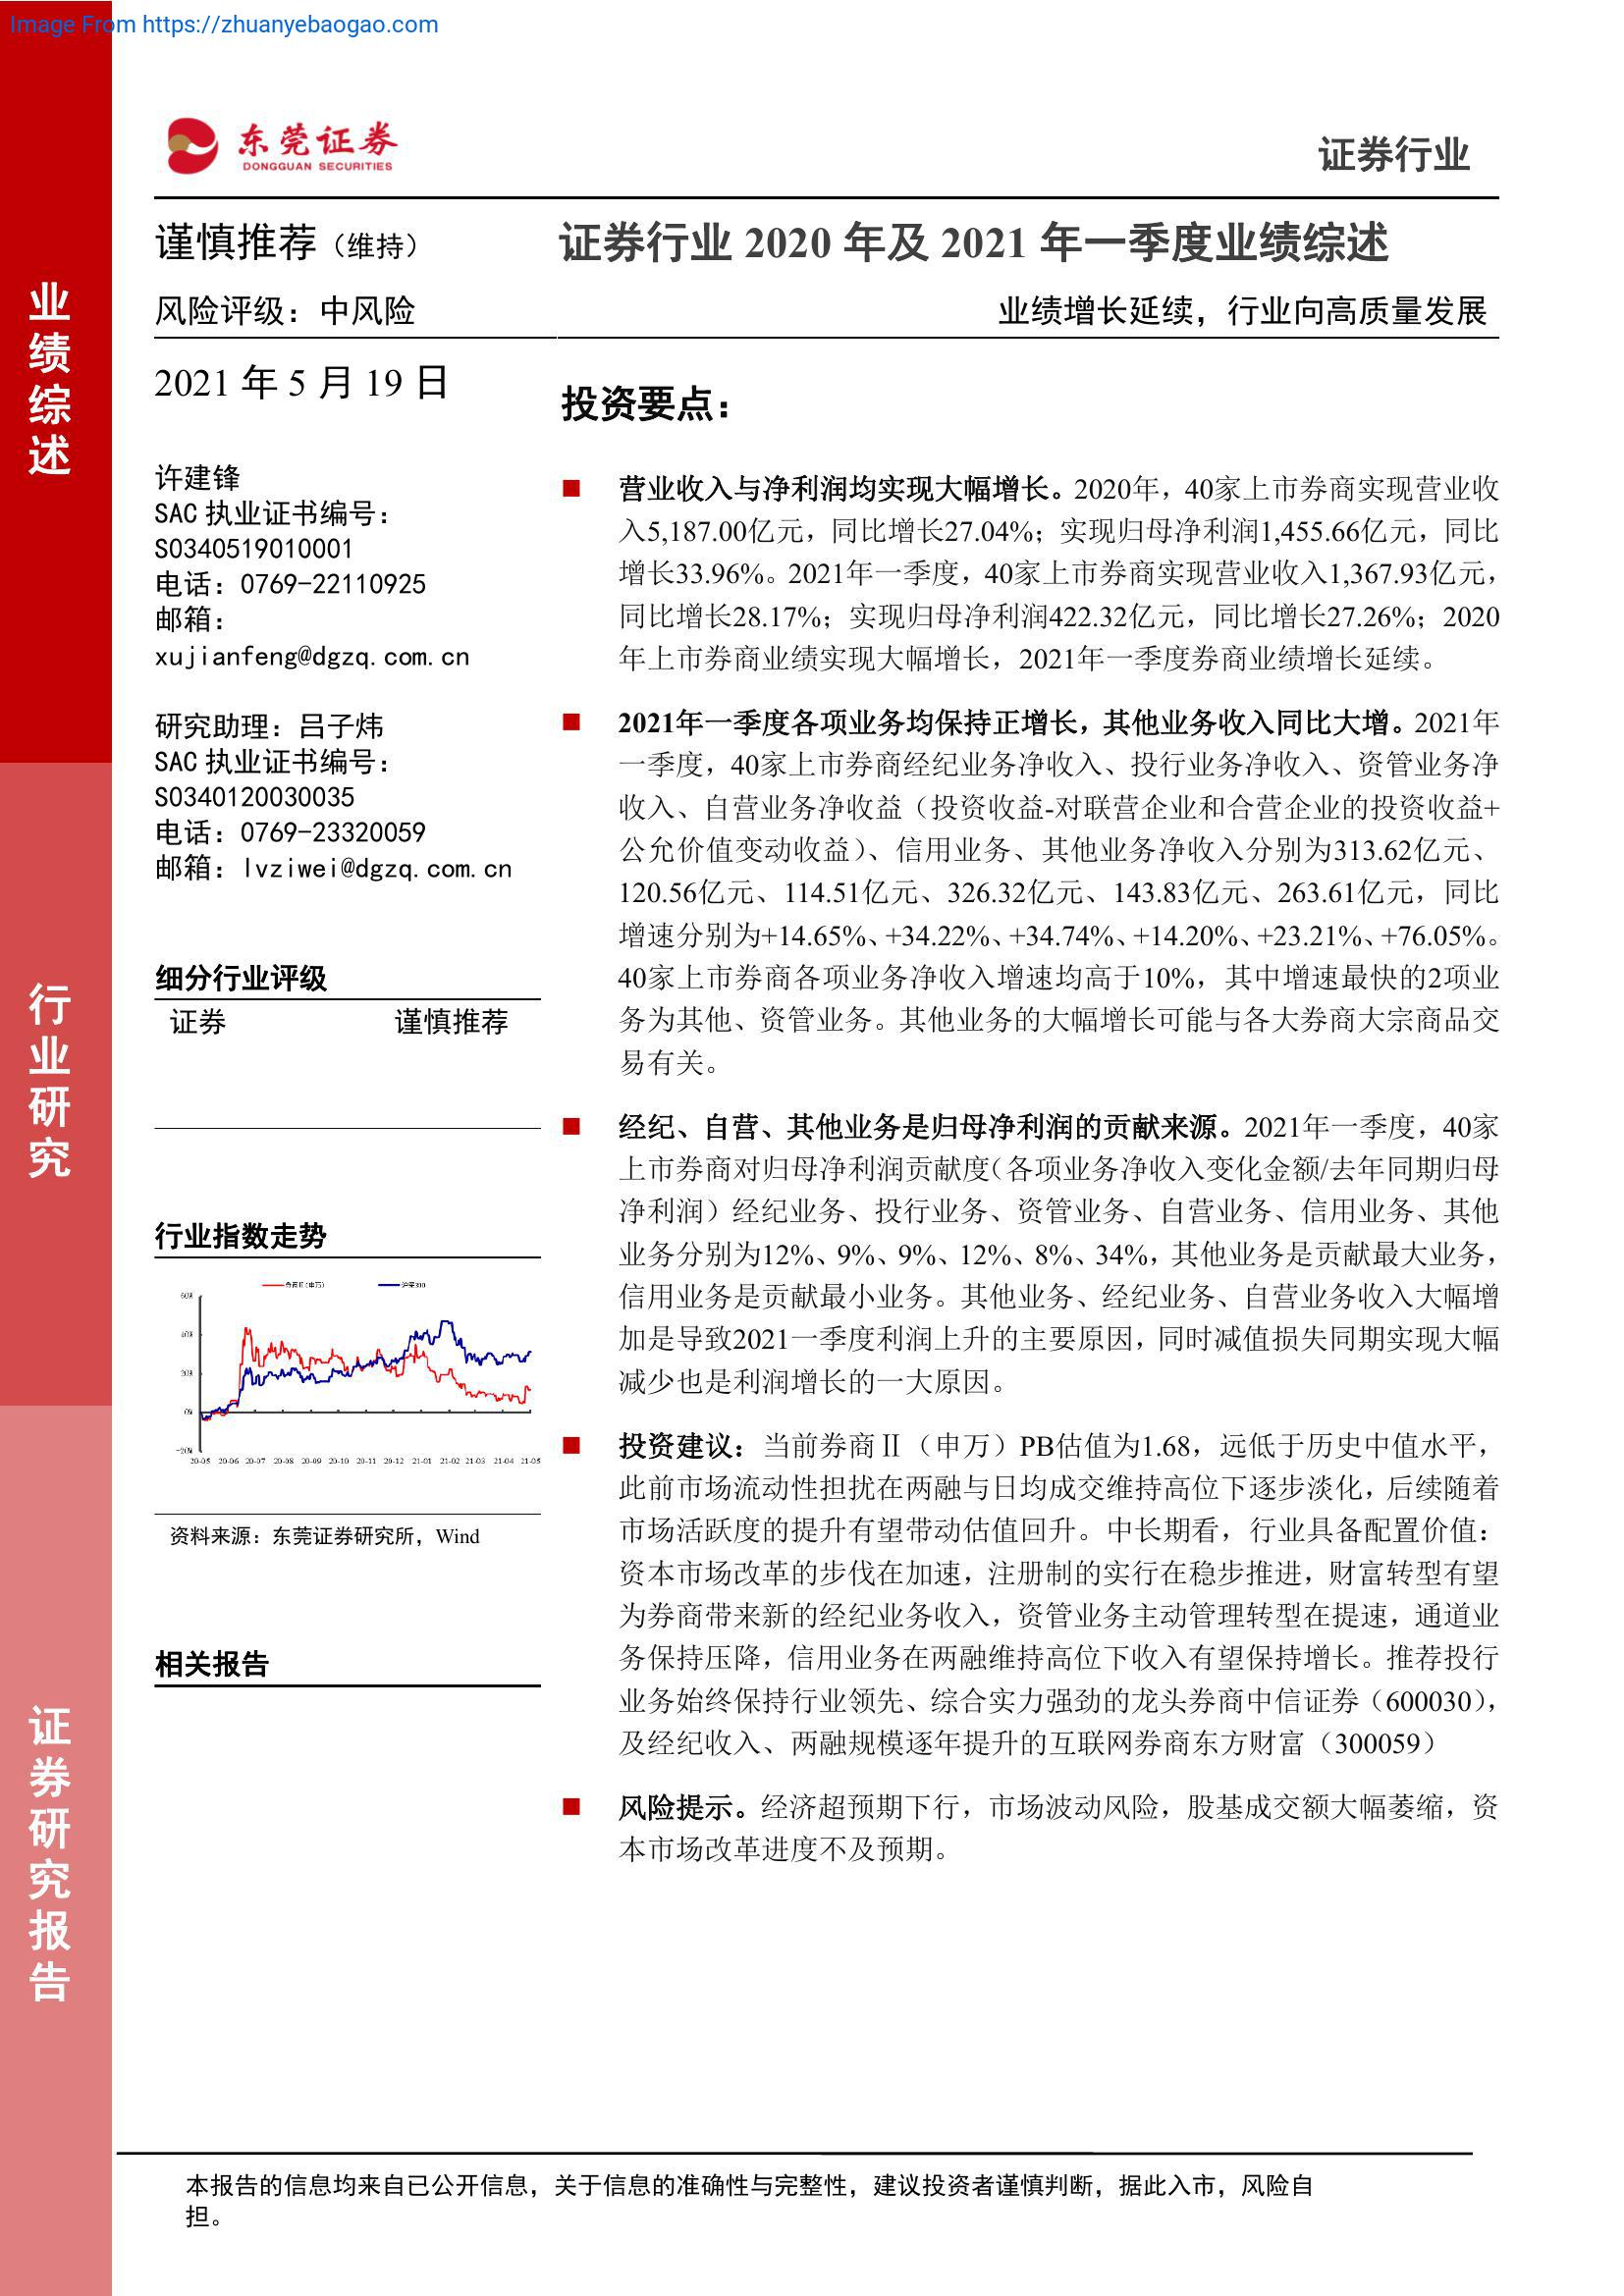 Image From https://zhuanyebaogao.com
东莞证券
DONGGUAN SECURITIES
证券行业
业绩综述
行业研究
证券研究报告
谨慎推荐（维持）
风险评级：中风险
2021 年 5 月 19 日
许建锋
SAC 执业证书编号：
S0340519010001
电话：0769-22110925
邮箱：
xujianfeng@dgzq.com.cn
研究助理：吕子炜
SAC 执业证书编号：
S0340120030035
电话：0769-23320059
邮箱：lvziwei@dgzq.com.cn
细分行业评级
证券 谨慎推荐
行业指数走势
券商Ⅱ(申万) 沪深300
60%
40%
20%
0%
-20%
20-05 20-06 20-07 20-08 20-09 20-10 20-11 20-12 21-01 21-02 21-03 21-04 21-05
资料来源：东莞证券研究所，Wind
相关报告
证券行业 2020 年及 2021 年一季度业绩综述
业绩增长延续，行业向高质量发展
投资要点：
营业收入与净利润均实现大幅增长。2020年，40家上市券商实现营业收
入5,187.00亿元，同比增长27.04%；实现归母净利润1,455.66亿元，同比
增长33.96%。2021年一季度，40家上市券商实现营业收入1,367.93亿元，
同比增长28.17%；实现归母净利润422.32亿元，同比增长27.26%；2020
年上市券商业绩实现大幅增长，2021年一季度券商业绩增长延续。
2021年一季度各项业务均保持正增长，其他业务收入同比大增。2021年
一季度，40家上市券商经纪业务净收入、投行业务净收入、资管业务净
收入、自营业务净收益（投资收益-对联营企业和合营企业的投资收益+
公允价值变动收益）、信用业务、其他业务净收入分别为313.62亿元、
120.56亿元、114.51亿元、326.32亿元、143.83亿元、263.61亿元，同比
增速分别为+14.65%、+34.22%、+34.74%、+14.20%、+23.21%、+76.05%。
40家上市券商各项业务净收入增速均高于10%，其中增速最快的2项业
务为其他、资管业务。其他业务的大幅增长可能与各大券商大宗商品交
易有关。
经纪、自营、其他业务是归母净利润的贡献来源。2021年一季度，40家
上市券商对归母净利润贡献度（各项业务净收入变化金额/去年同期归母
净利润）经纪业务、投行业务、资管业务、自营业务、信用业务、其他
业务分别为12%、9%、9%、12%、8%、34%，其他业务是贡献最大业务，
信用业务是贡献最小业务。其他业务、经纪业务、自营业务收入大幅增
加是导致2021一季度利润上升的主要原因，同时减值损失同期实现大幅
减少也是利润增长的一大原因。
投资建议：当前券商Ⅱ（申万）PB估值为1.68，远低于历史中值水平，
此前市场流动性担扰在两融与日均成交维持高位下逐步淡化，后续随着
市场活跃度的提升有望带动估值回升。中长期看，行业具备配置价值：
资本市场改革的步伐在加速，注册制的实行在稳步推进，财富转型有望
为券商带来新的经纪业务收入，资管业务主动管理转型在提速，通道业
务保持压降，信用业务在两融维持高位下收入有望保持增长。推荐投行
业务始终保持行业领先、综合实力强劲的龙头券商中信证券（600030），
及经纪收入、两融规模逐年提升的互联网券商东方财富（300059）
风险提示。经济超预期下行，市场波动风险，股基成交额大幅萎缩，资
本市场改革进度不及预期。
本报告的信息均来自已公开信息，关于信息的准确性与完整性，建议投资者谨慎判断，据此入市，风险自
担。